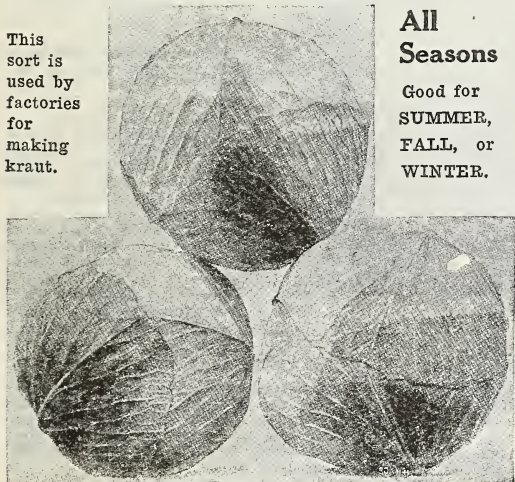 This
sort is
used by
factories
for
making
kraut.
All
Seasons
Good for
SUMMER,
FALL, or
WINTER.